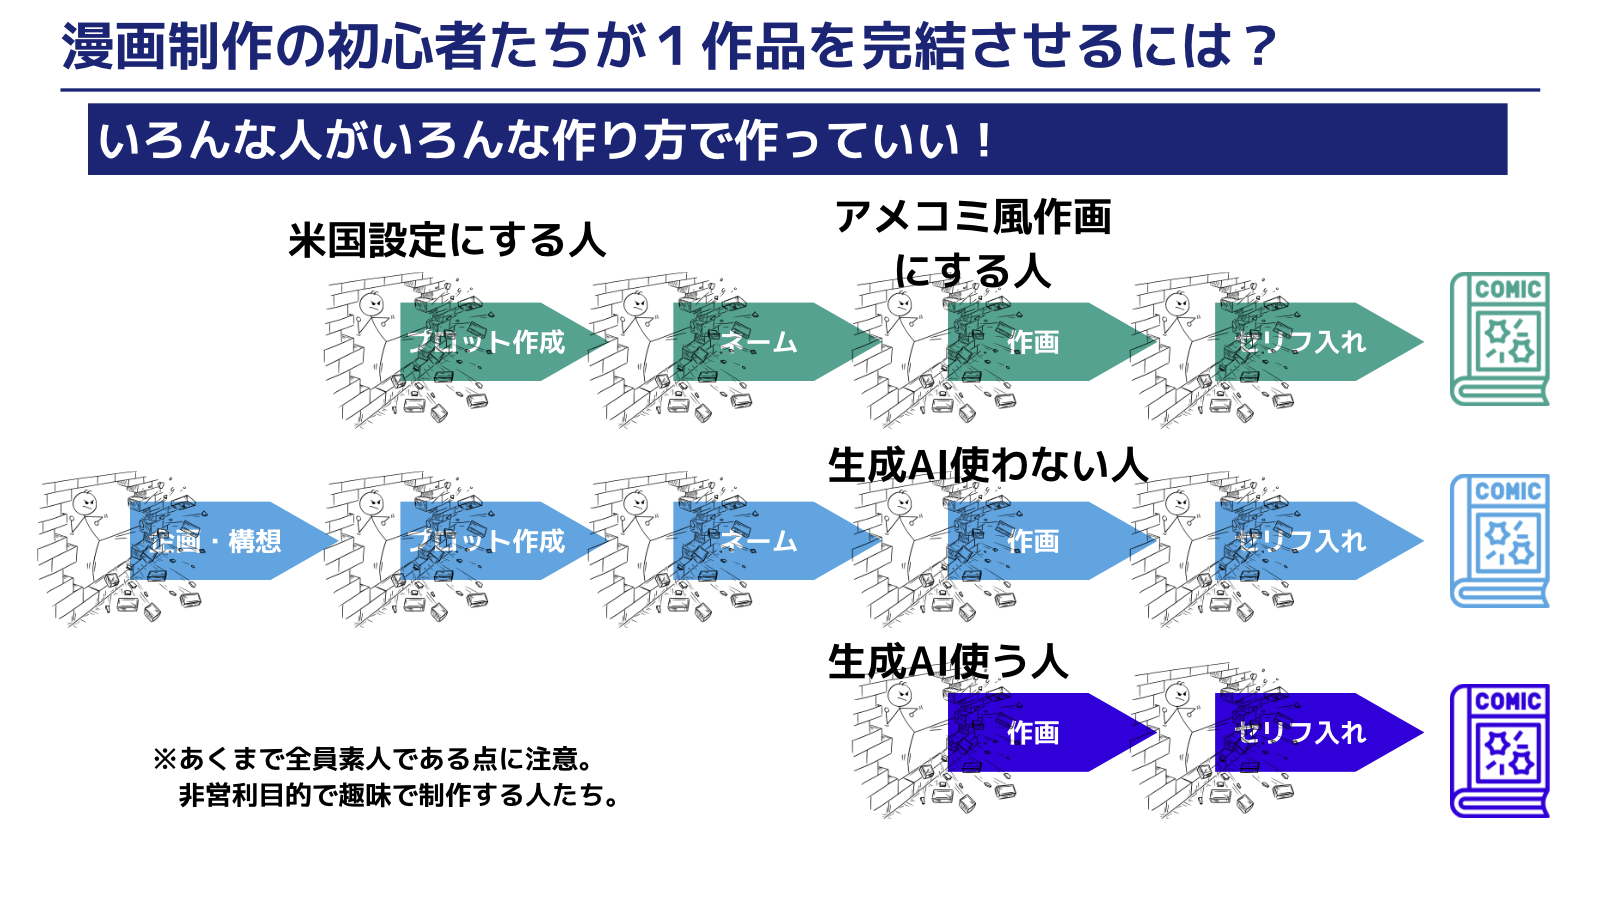 漫画制作の初心者たちが１作品を完結させるには？
いろんな人がいろんな作り方で作っていい！
米国設定にする人
アメコミ風作画
にする人
プロット作成
ネーム
作画
セリフ入れ
COMIC
生成AI使わない人
企画・構想
プロット作成
ネーム
作画
セリフ入れ
COMIC
生成AI使う人
作画
セリフ入れ
COMIC
※あくまで全員素人である点に注意。
非営利目的で趣味で制作する人たち。